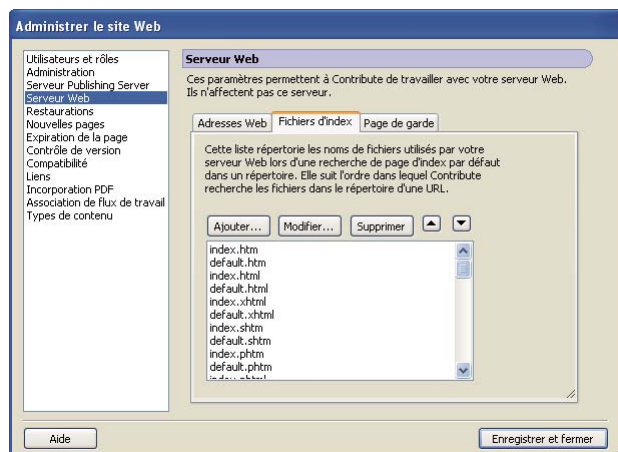 Administrer le site Web
Utilisateurs et rôles
Administration
Serveur Publishing Server
Serveur Web
Restaurations
Nouvelles pages
Expiration de la page
Contrôle de version
Compatibilité
Liens
Incorporation PDF
Association de flux de travail
Types de contenu
Serveur Web
Ces paramètres permettent à Contribute de travailler avec votre serveur Web.
Ils n'affectent pas ce serveur.
Adresses Web Fichiers d'index Page de garde
Cette liste répertorie les noms de fichiers utilisés par votre
serveur Web lors d'une recherche de page d'index par défaut
dans un répertoire. Elle suit l'ordre dans lequel Contribute
recherche les fichiers dans le répertoire d'une URL.
Ajouter... Modifier... Supprimer
index.htm
default.htm
index.html
default.html
index.xhtml
default.xhtml
index.shtm
default.shtm
index.phtm
default.phtm
Aide Enregistrer et fermer